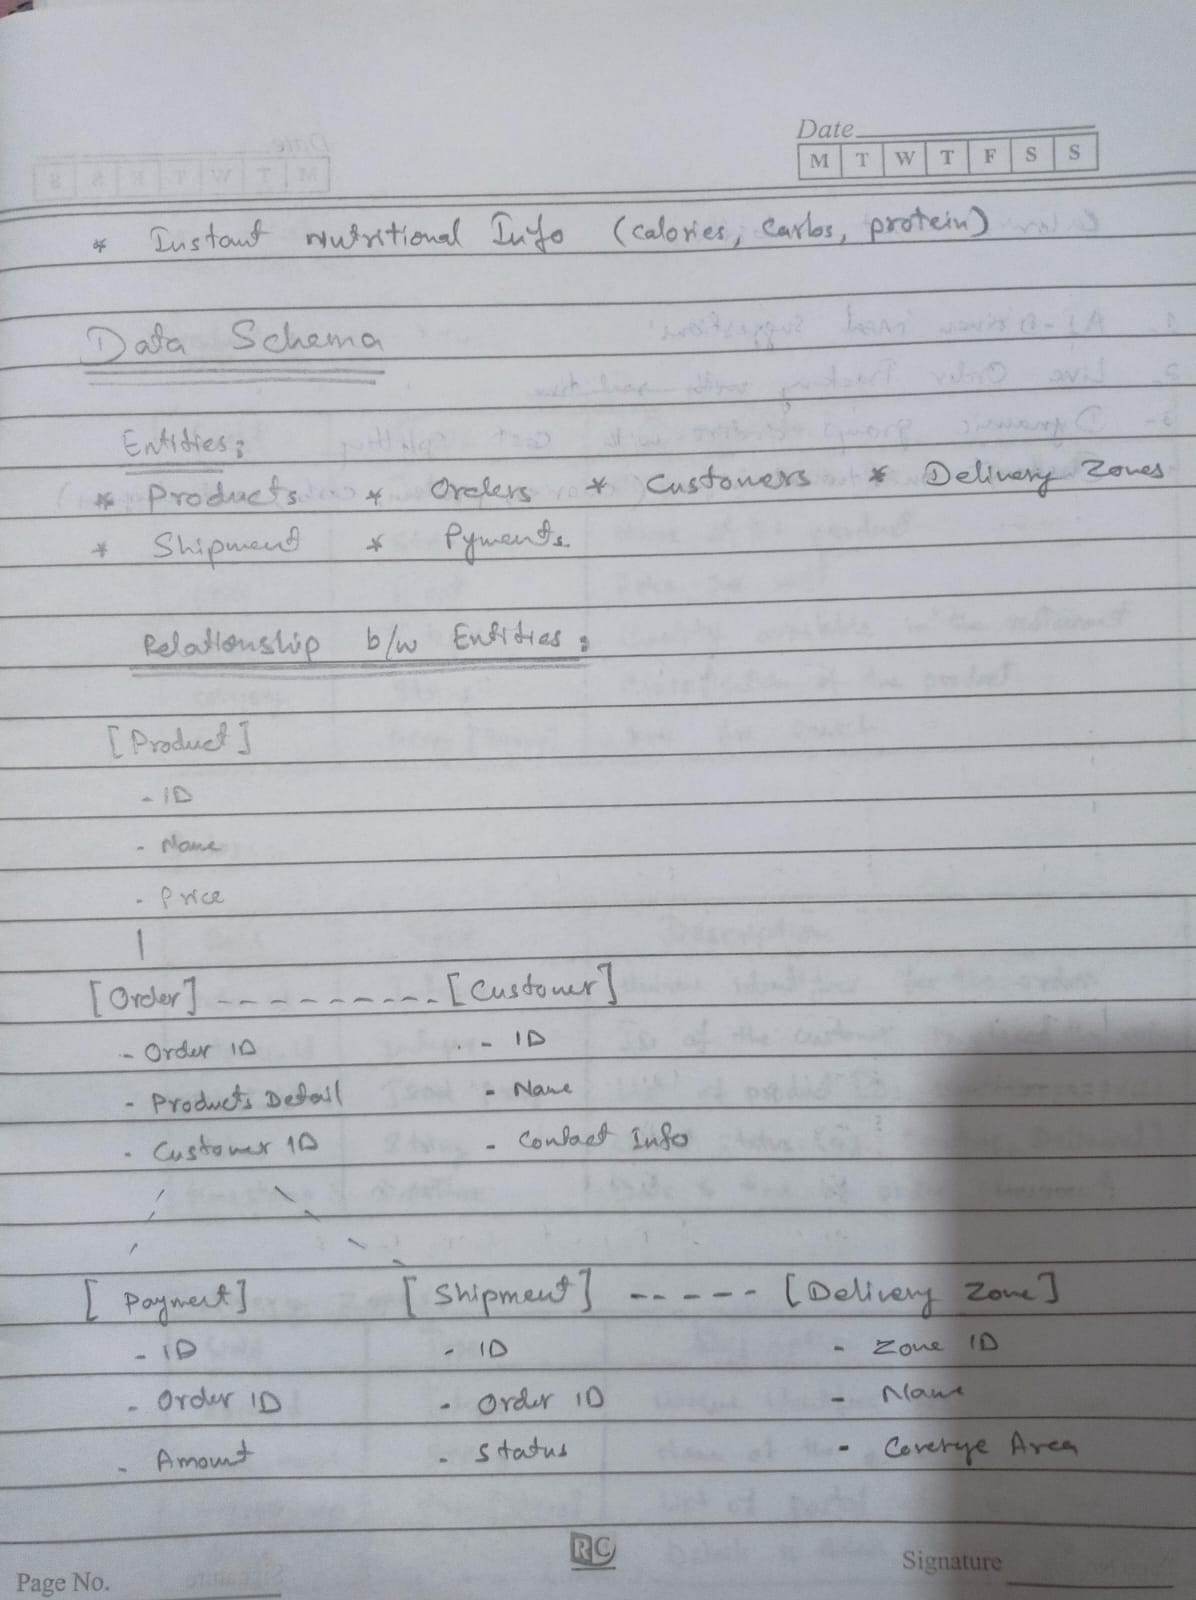 Date
M T W T F S S
* Instant Nutritional Info (calories, Carbs, protein)
Data Schema
Entities:
* Products * Orders * Customers * Delivery Zones
* Shipment * Pyments.
Relationship b/w Entities:
[Product]
- ID
- Name
- Price
[Order] --------- [Customer]
- Order ID - ID
- Products Detail - Name
- Customer ID - Contact Info
[Payment] [Shipment] ----- [Delivery Zone]
- ID - ID - Zone ID
- Order ID - Order ID - Name
- Amount - Status - Coverge Area
RC
Page No. Signature